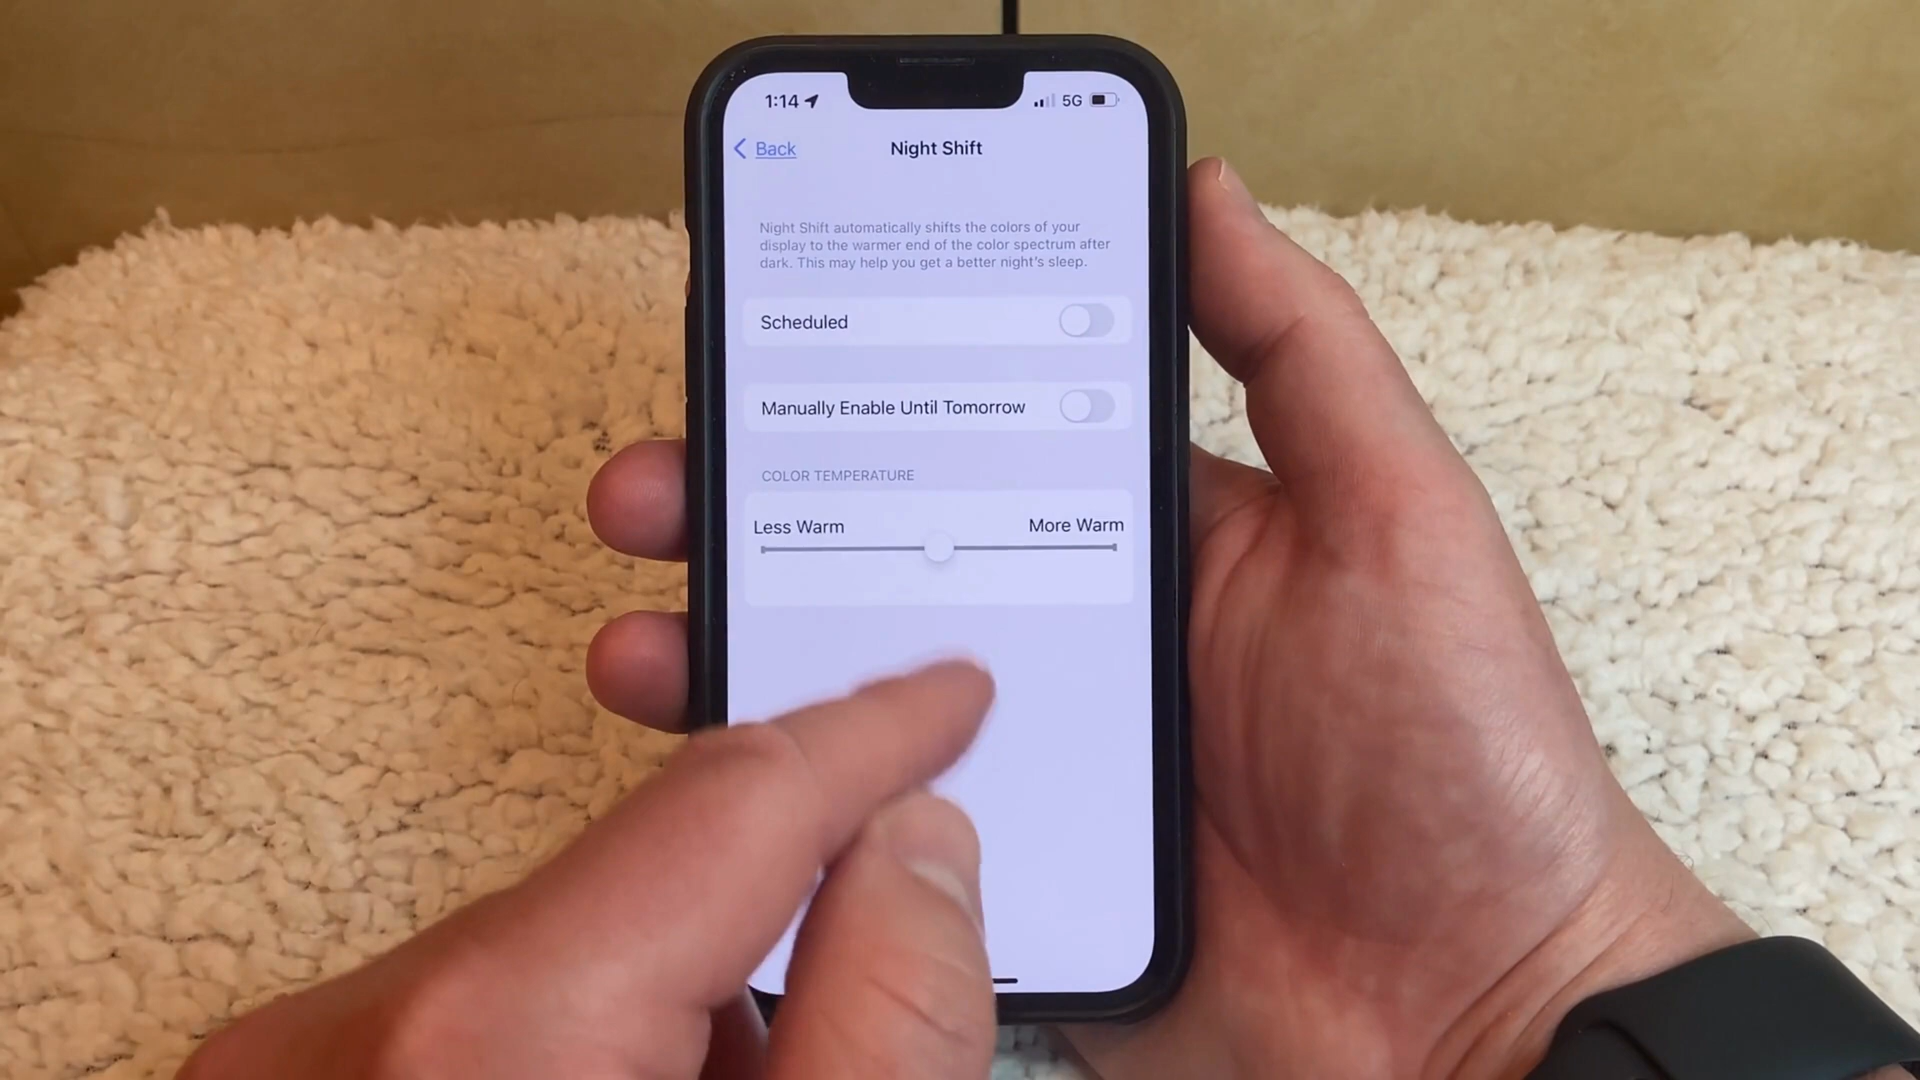 1:14
5G
Back
Night Shift
Night Shift automatically shifts the colors of your
display to the warmer end of the color spectrum after
dark. This may help you get a better night's sleep.
Scheduled
Manually Enable Until Tomorrow
COLOR TEMPERATURE
Less Warm
More Warm